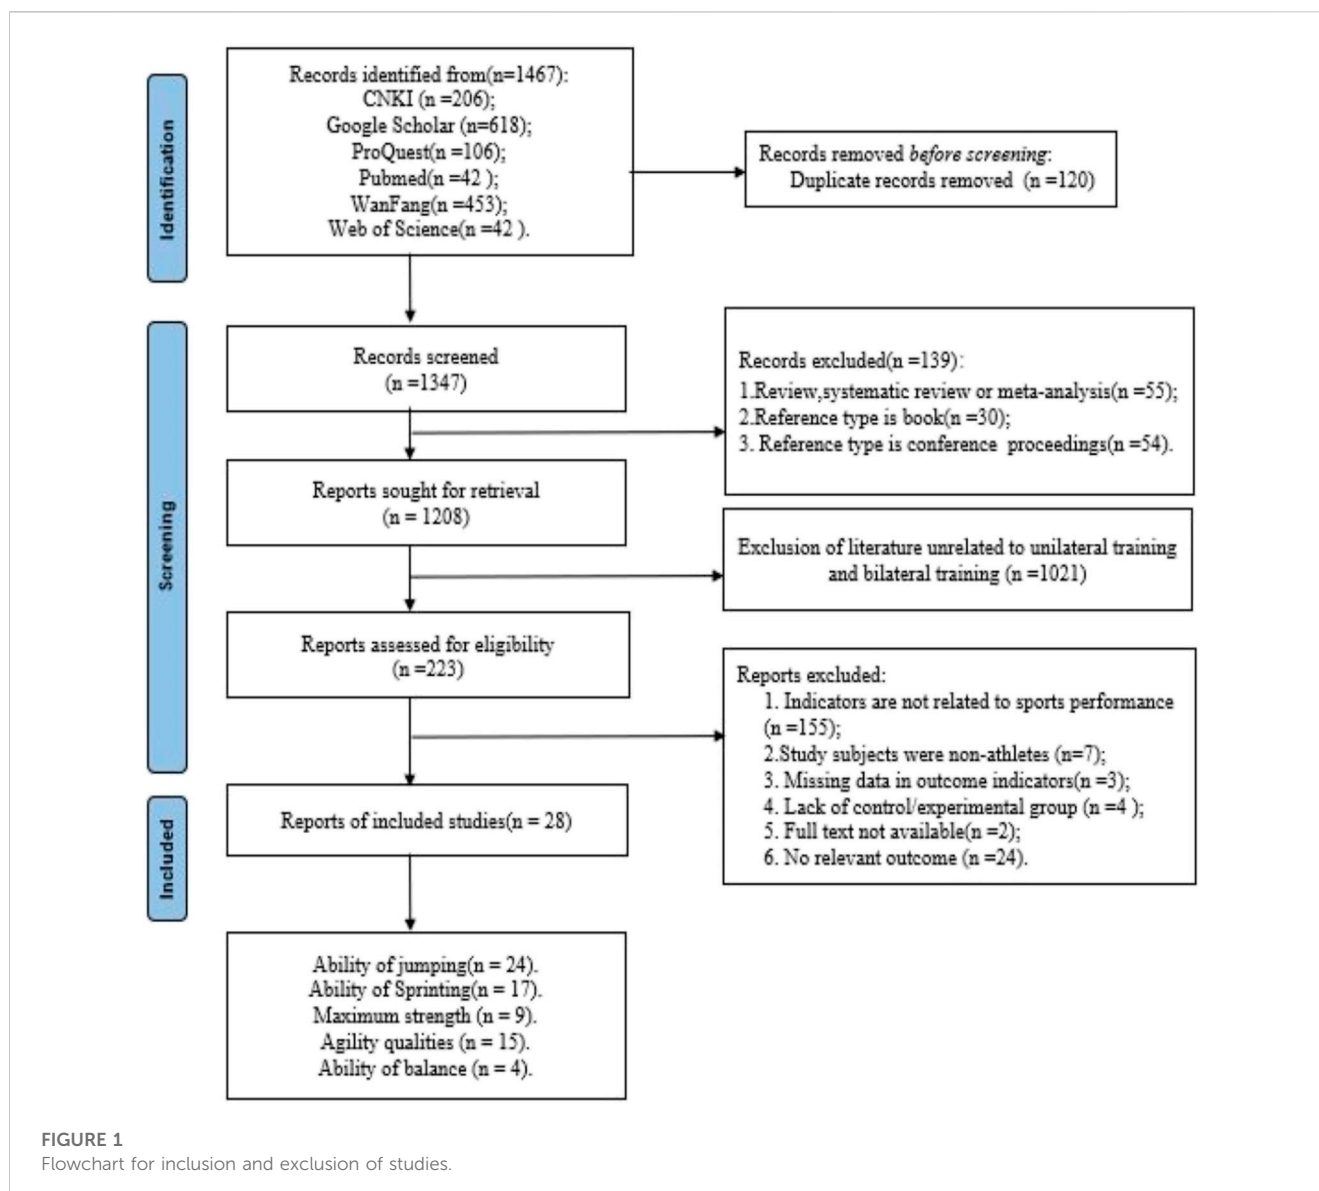 Identification
Records identified from(n=1467):
CNKI (n =206);
Google Scholar (n=618);
ProQuest(n =106);
Pubmed(n =42 );
WanFang(n =453);
Web of Science(n =42 ).
Records removed before screening:
Duplicate records removed (n =120)
Screening
Records screened
(n =1347)
Records excluded(n =139):
1.Review,systematic review or meta-analysis(n =55);
2.Reference type is book(n =30);
3. Reference type is conference proceedings(n =54).
Reports sought for retrieval
(n = 1208)
Exclusion of literature unrelated to unilateral training
and bilateral training (n =1021)
Reports assessed for eligibility
(n =223)
Reports excluded:
1. Indicators are not related to sports performance
(n =155);
2.Study subjects were non-athletes (n=7);
3. Missing data in outcome indicators(n =3);
4. Lack of control/experimental group (n =4 );
5. Full text not available(n =2);
6. No relevant outcome (n =24).
Included
Reports of included studies(n = 28)
Ability of jumping(n = 24).
Ability of Sprinting(n = 17).
Maximum strength (n = 9).
Agility qualities (n = 15).
Ability of balance (n = 4).
FIGURE 1
Flowchart for inclusion and exclusion of studies.